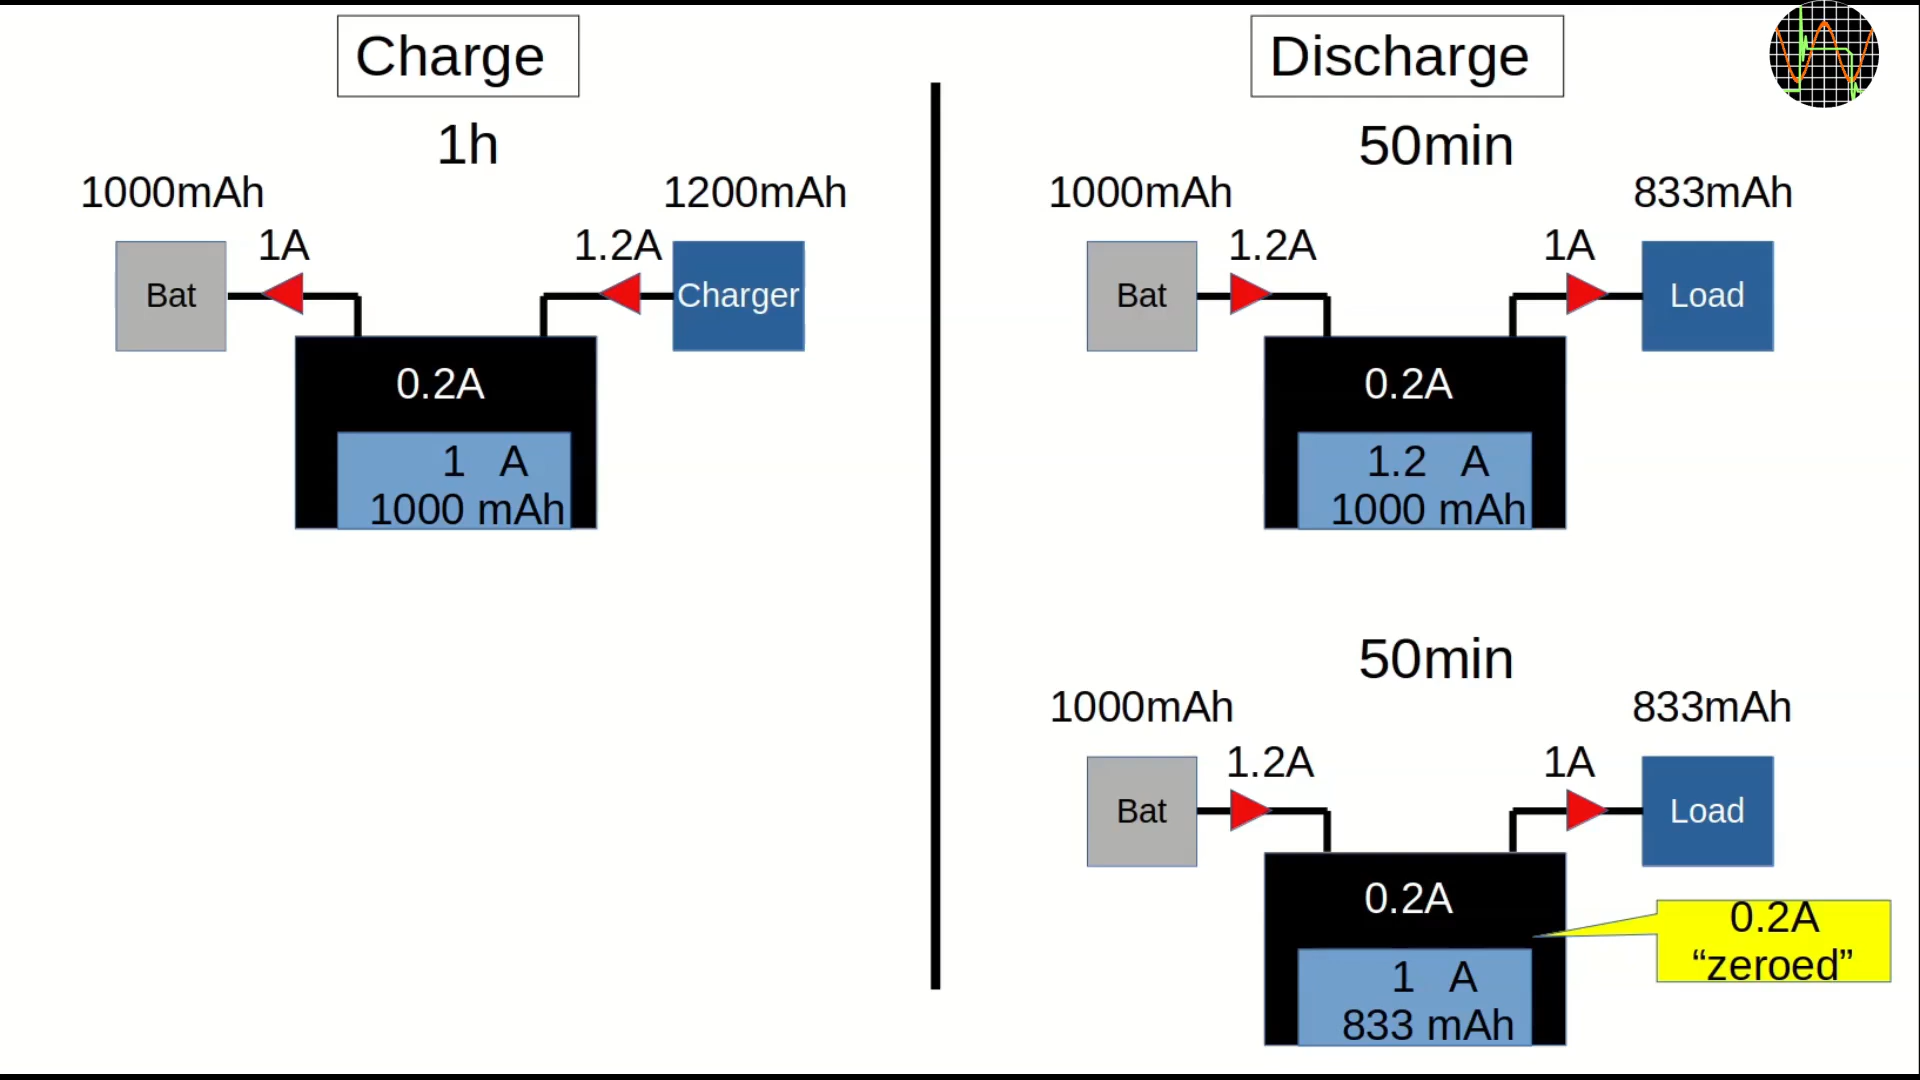 Charge
1h
1000mAh
1200mAh
1A
1.2A
Bat
Charger
0.2A
1 A
1000 mAh
Discharge
50min
1000mAh
833mAh
1.2A
1A
Bat
Load
0.2A
1.2 A
1000 mAh
50min
1000mAh
833mAh
1.2A
1A
Bat
Load
0.2A
0.2A
“zeroed”
1 A
833 mAh